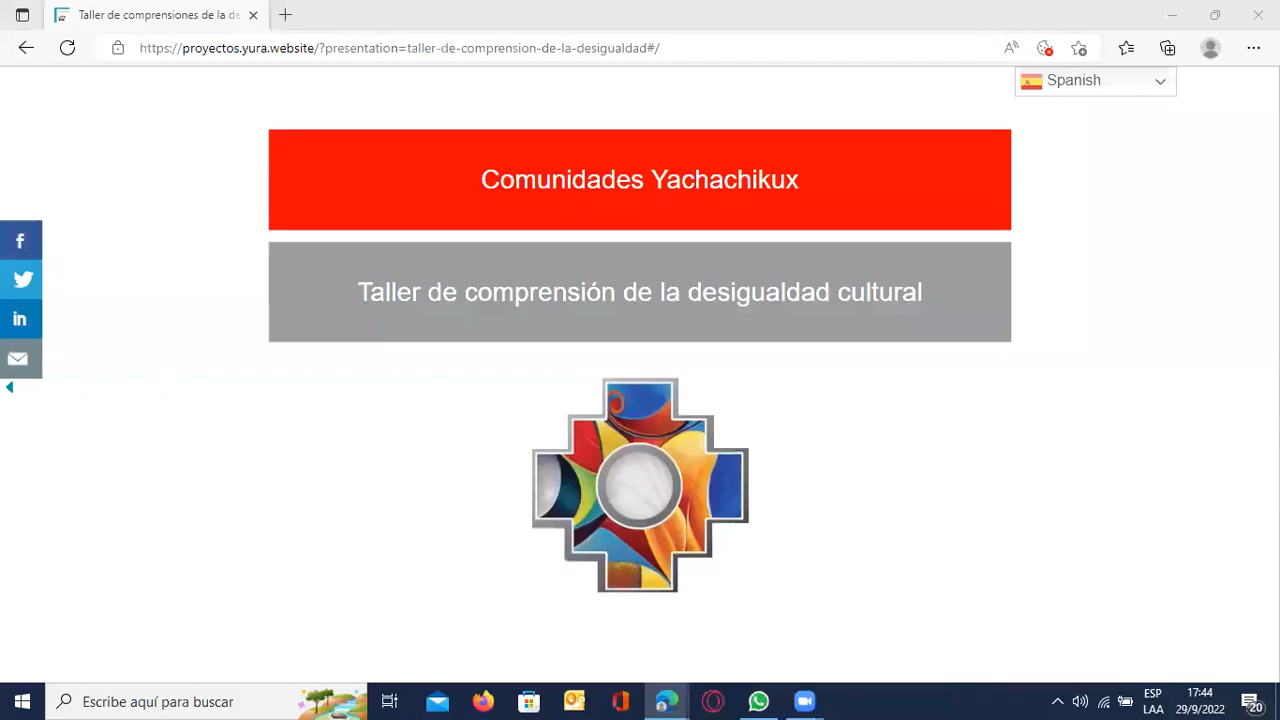 Taller de comprensiones de la de
https://proyectos.yura.website/?presentation=taller-de-comprension-de-la-desigualdad#/
Spanish
Comunidades Yachachikux
Taller de comprensión de la desigualdad cultural
f
in
Escribe aquí para buscar
ESP
LAA
17:44
29/9/2022
20